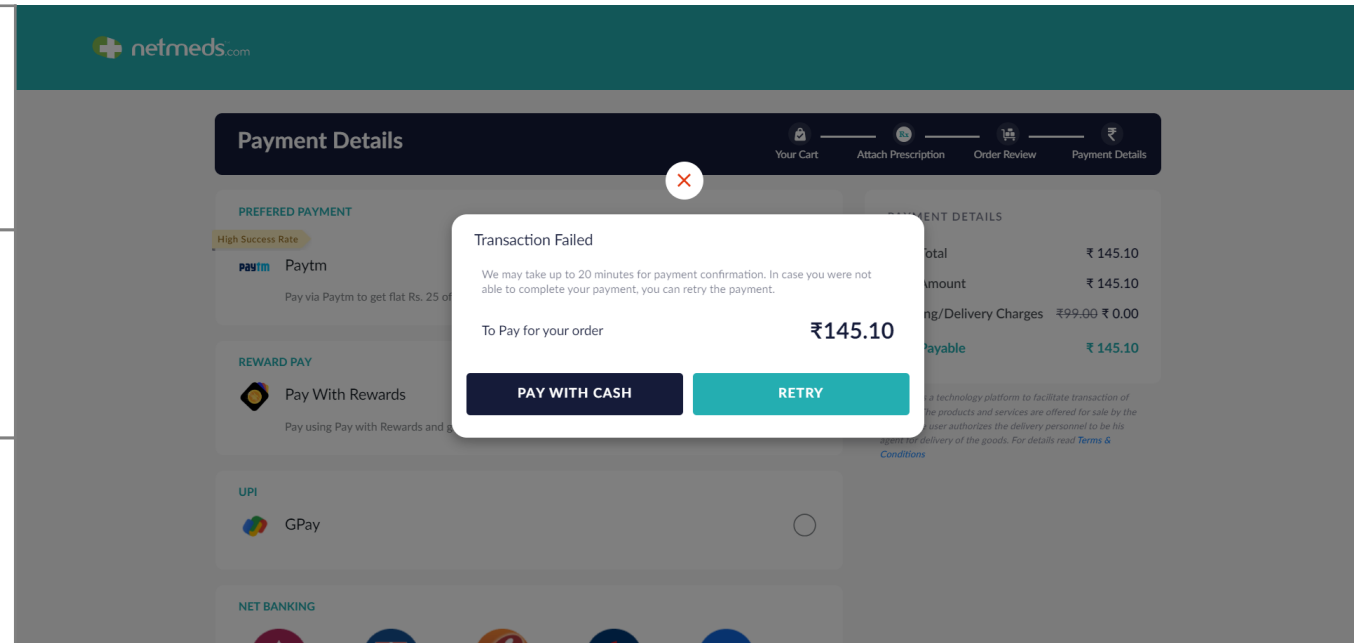 netmeds.com
Payment Details
Your Cart
Attach Prescription
Order Review
Payment Details
PREFERED PAYMENT
High Success Rate
Paytm
Paytm
Pay via Paytm to get flat Rs. 25 of
REWARD PAY
Pay With Rewards
Pay using Pay with Rewards and g
UPI
GPay
NET BANKING
Transaction Failed
We may take up to 20 minutes for payment confirmation. In case you were not
able to complete your payment, you can retry the payment.
To Pay for your order ₹145.10
PAY WITH CASH
RETRY
DETAILS
₹ 145.10
₹ 145.10
/Delivery Charges ₹99.00 ₹ 0.00
Payable ₹ 145.10
a technology platform to facilitate transaction of
The products and services are offered for sale by the
user authorizes the delivery personnel to be his
agent for delivery of the goods. For details read Terms &
Conditions